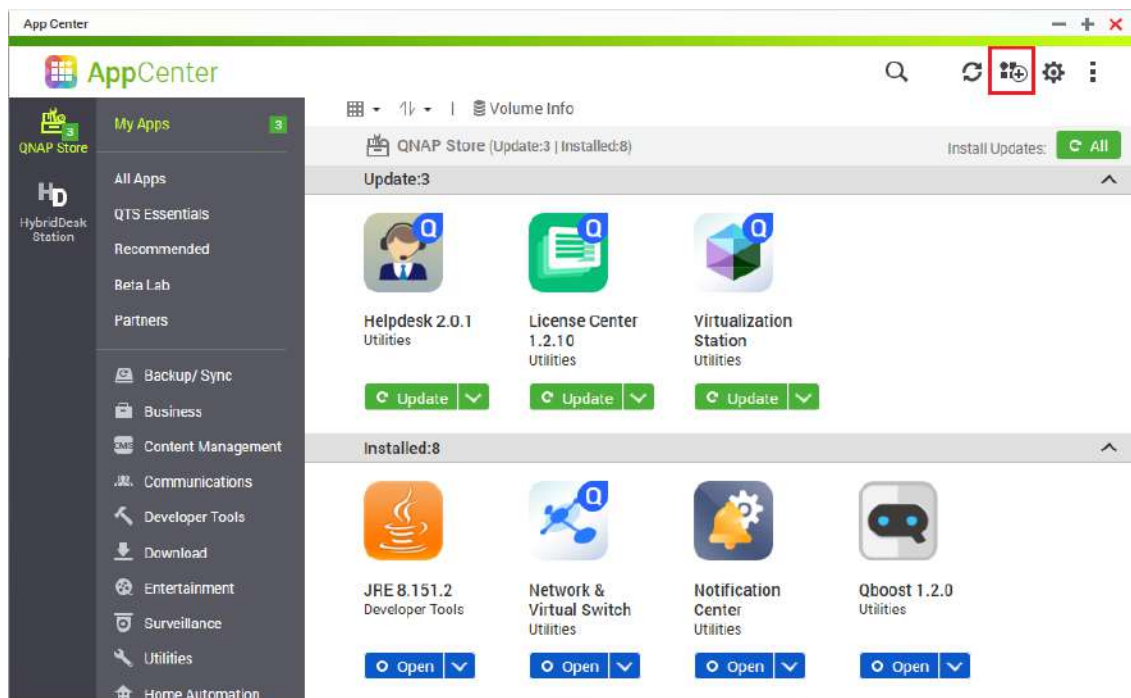 App Center
AppCenter
QNAP Store
3
HybridDesk
Station
My Apps 3
All Apps
QTS Essentials
Recommended
Beta Lab
Partners
Backup/ Sync
Business
Content Management
Communications
Developer Tools
Download
Entertainment
Surveillance
Utilities
Home Automation
Volume Info
QNAP Store (Update:3 | Installed:8)
Install Updates: All
Update:3
Helpdesk 2.0.1
Utilities
Update
License Center
1.2.10
Utilities
Update
Virtualization
Station
Utilities
Update
Installed:8
JRE 8.151.2
Developer Tools
Open
Network &
Virtual Switch
Utilities
Open
Notification
Center
Utilities
Open
Qboost 1.2.0
Utilities
Open